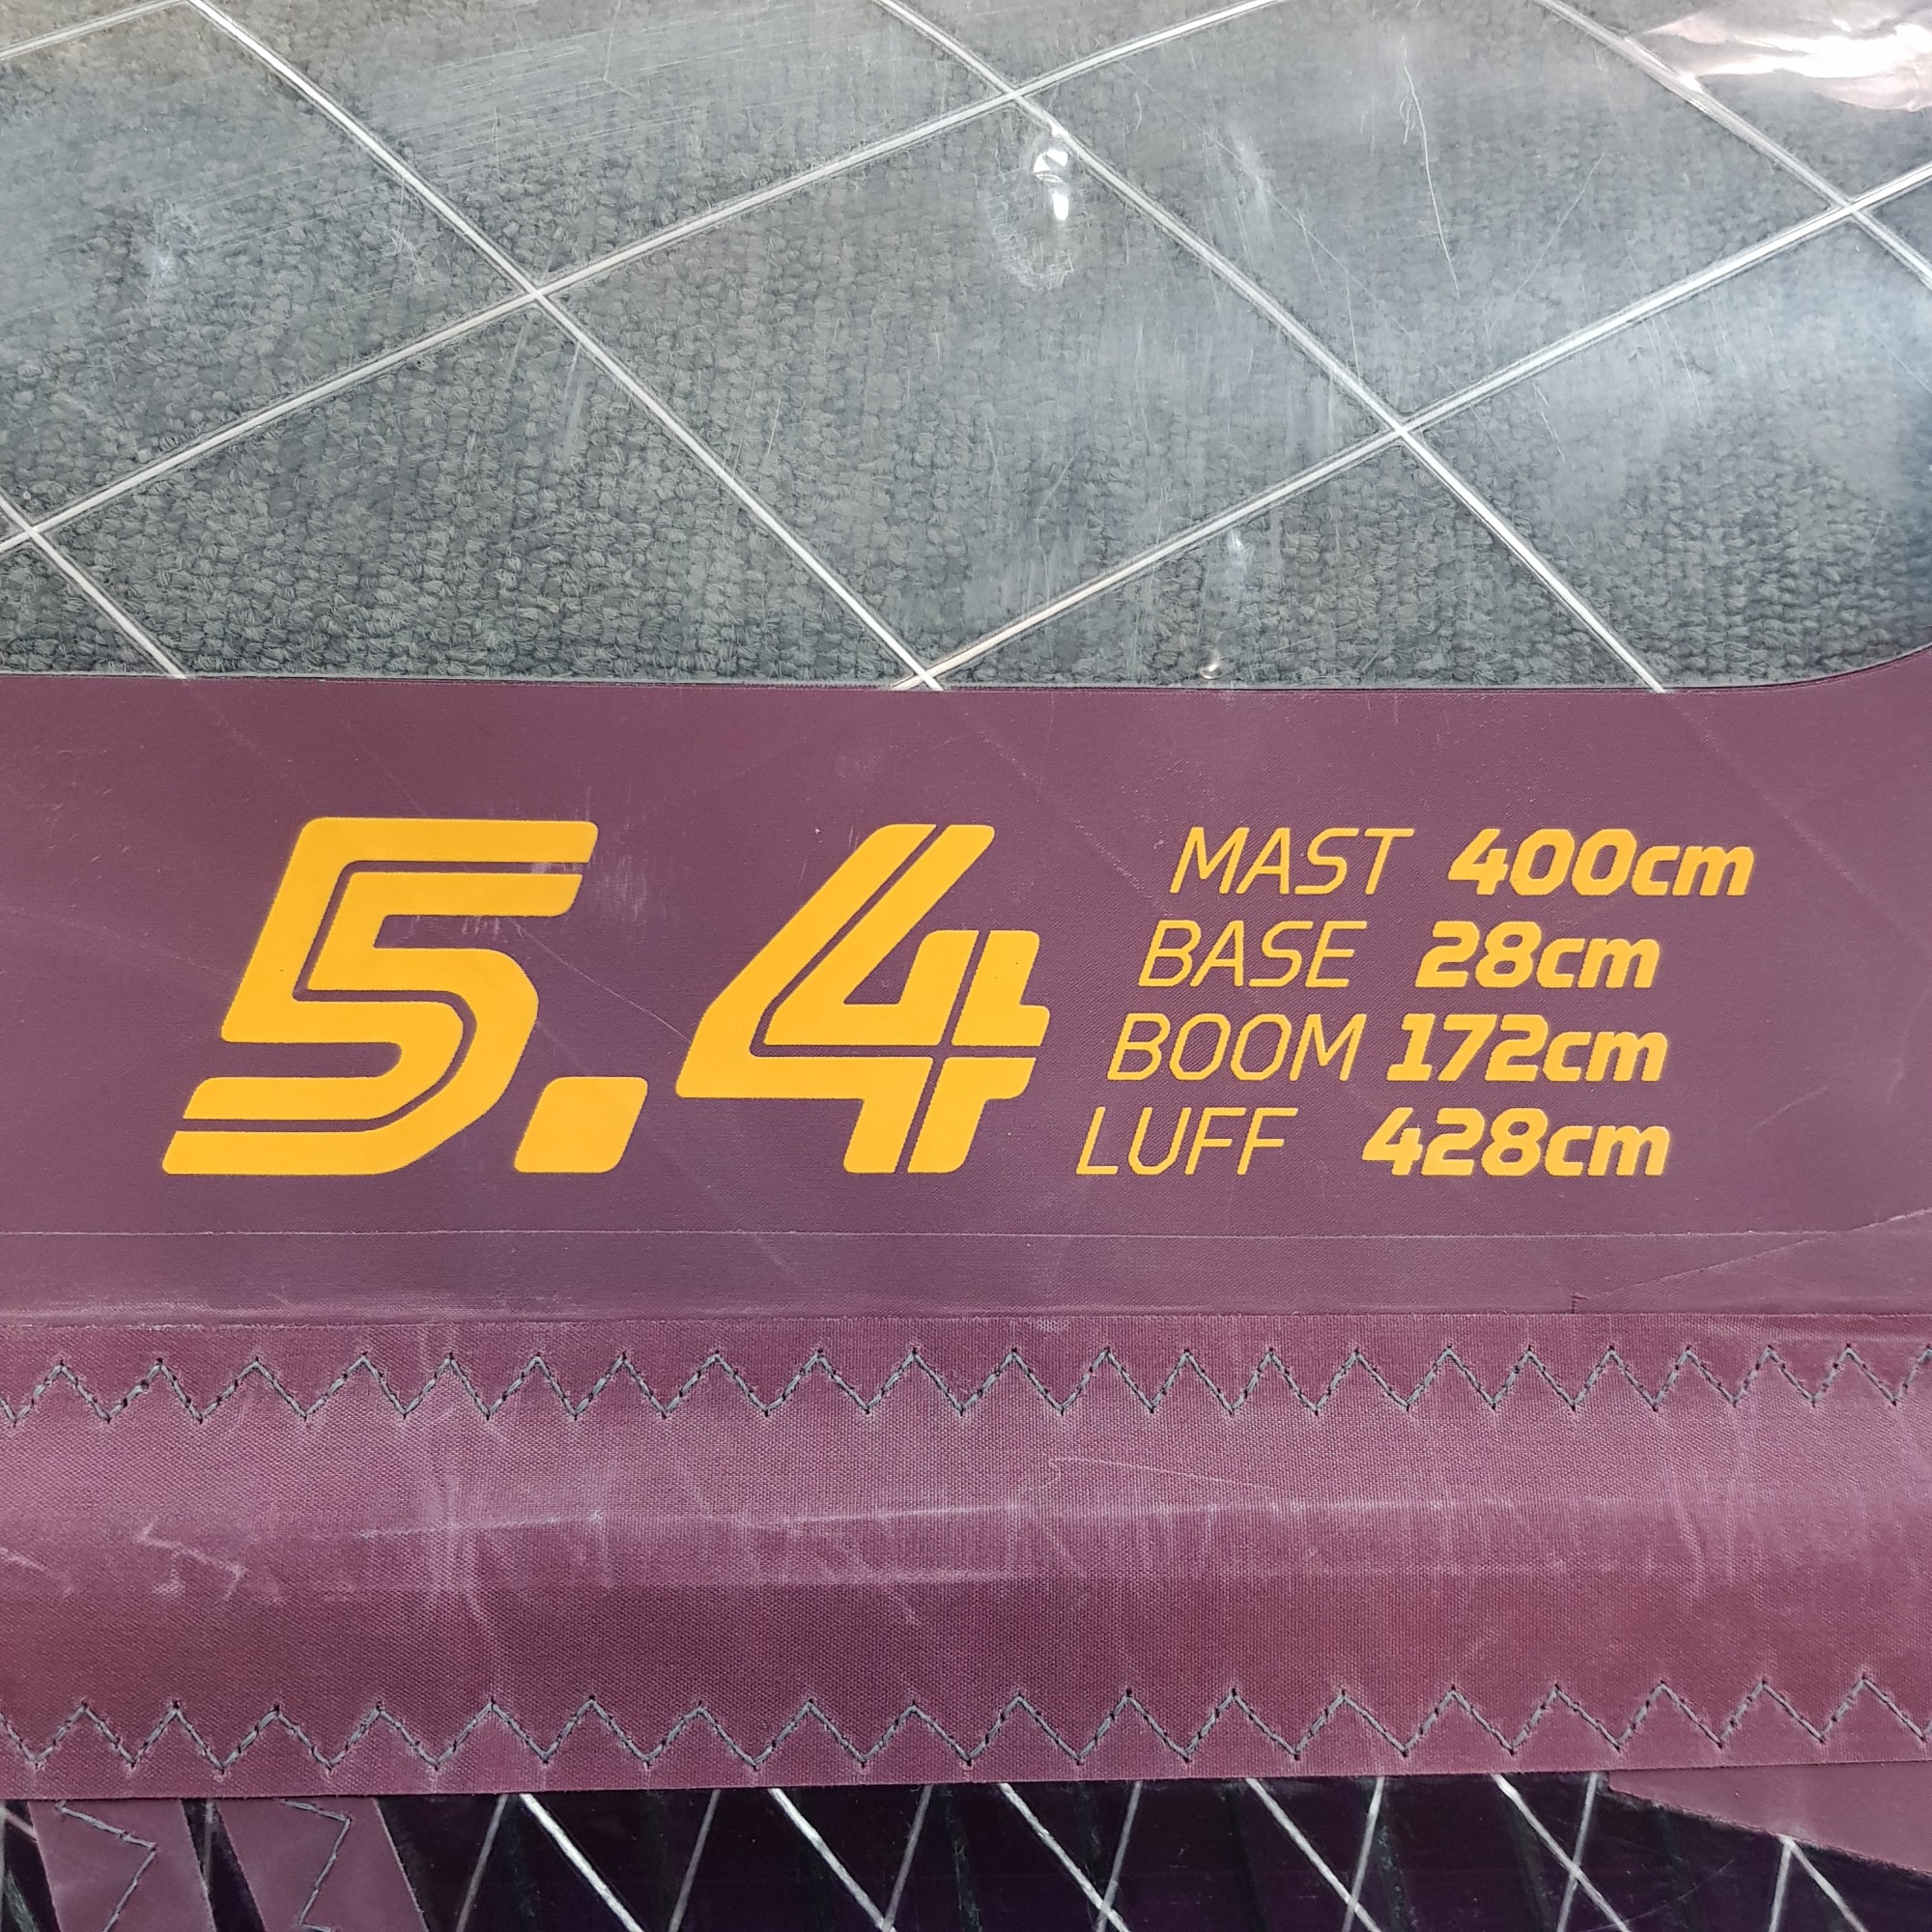 5.4
MAST 400cm
BASE 28cm
BOOM 172cm
LUFF 428cm